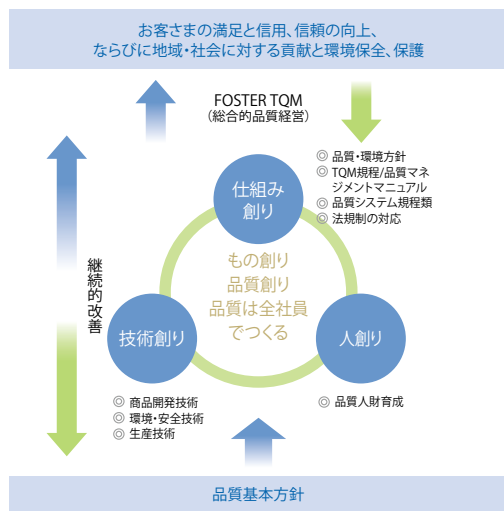 お客さまの満足と信用、信頼の向上、
ならびに地域・社会に対する貢献と環境保全、保護
FOSTER TQM
(総合的品質経営)
◎ 品質・環境方針
◎ TQM規程/品質マネ
ジメントマニュアル
◎ 品質システム規程類
◎ 法規制の対応
仕組み
創り
もの創り
品質創り
品質は全社員
でつくる
継続的改善
技術創り
人創り
◎ 商品開発技術
◎ 環境・安全技術
◎ 生産技術
◎ 品質人財育成
品質基本方針